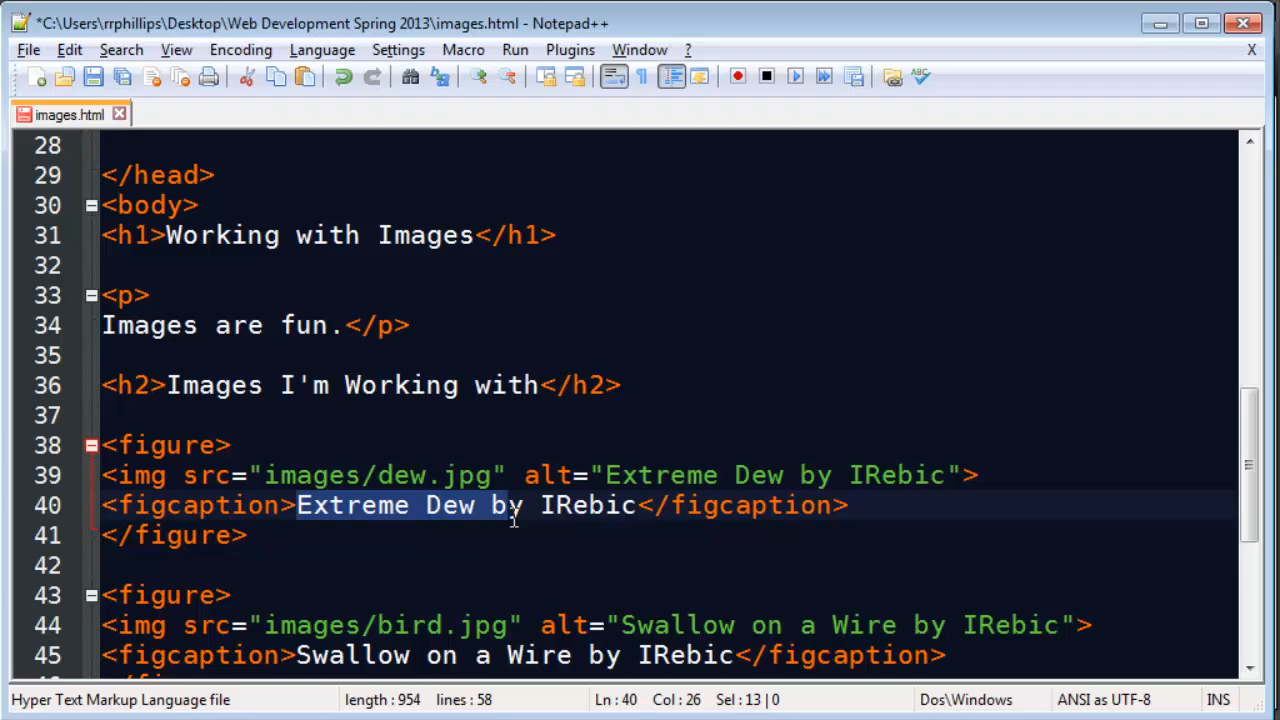 *C:\Users\rrphillips\Desktop\Web Development Spring 2013\images.html - Notepad++
File Edit Search View Encoding Language Settings Macro Run Plugins Window ? X
images.html
28
29 </head>
30 <body>
31 <h1>Working with Images</h1>
32
33 <p>
34 Images are fun.</p>
35
36 <h2>Images I'm Working with</h2>
37
38 <figure>
39 <img src="images/dew.jpg" alt="Extreme Dew by IRebic">
40 <figcaption>Extreme Dew by IRebic</figcaption>
41 </figure>
42
43 <figure>
44 <img src="images/bird.jpg" alt="Swallow on a Wire by IRebic">
45 <figcaption>Swallow on a Wire by IRebic</figcaption>
Hyper Text Markup Language file length : 954 lines : 58 Ln : 40 Col : 26 Sel : 13 | 0 Dos\Windows ANSI as UTF-8 INS